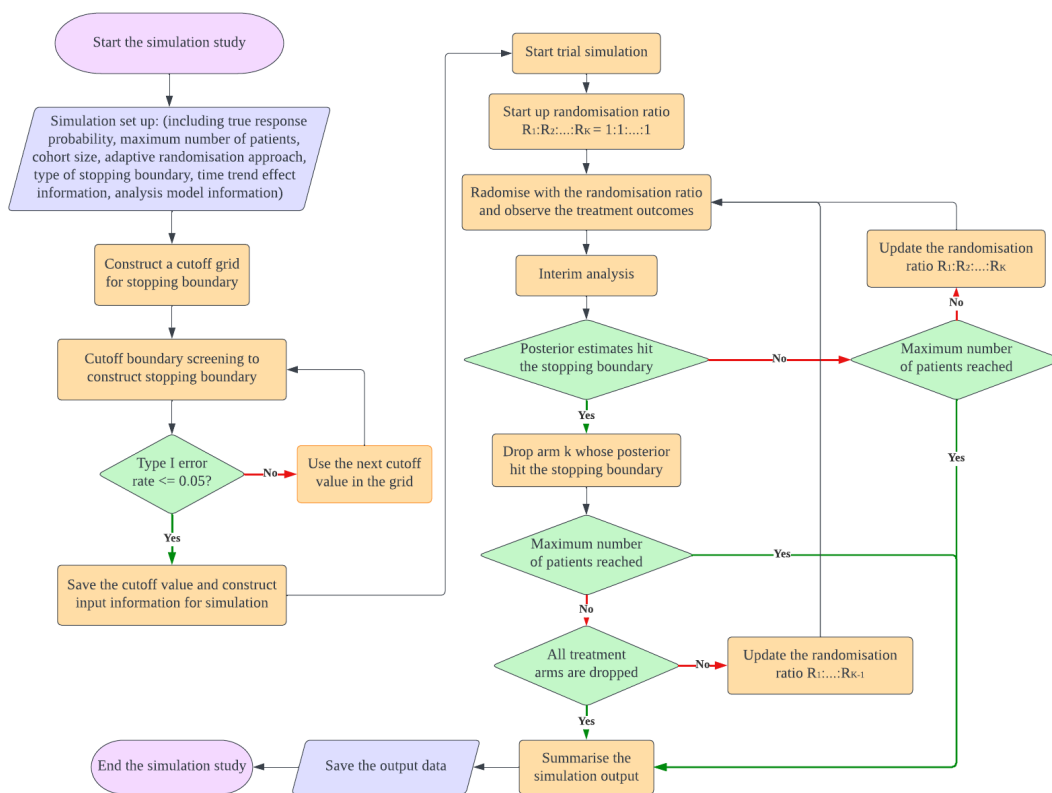 Start the simulation study
Simulation set up: (including true response
probability, maximum number of patients,
cohort size, adaptive randomisation approach,
type of stopping boundary, time trend effect
information, analysis model information)
Construct a cutoff grid
for stopping boundary
Cutoff boundary screening to
construct stopping boundary
Type I error
rate <= 0.05?
No
Use the next cutoff
value in the grid
Yes
Save the cutoff value and construct
input information for simulation
Start trial simulation
Start up randomisation ratio
R1:R2:...:RK = 1:1:...:1
Radomise with the randomisation ratio
and observe the treatment outcomes
Interim analysis
Posterior estimates hit
the stopping boundary
No
Maximum number
of patients reached
No
Update the randomisation
ratio R1:R2:...:RK
Yes
Yes
Drop arm k whose posterior
hit the stopping boundary
Maximum number
of patients reached
Yes
No
All treatment
arms are dropped
No
Update the randomisation
ratio R1:...:RK-1
Yes
Summarise the
simulation output
Save the output data
End the simulation study